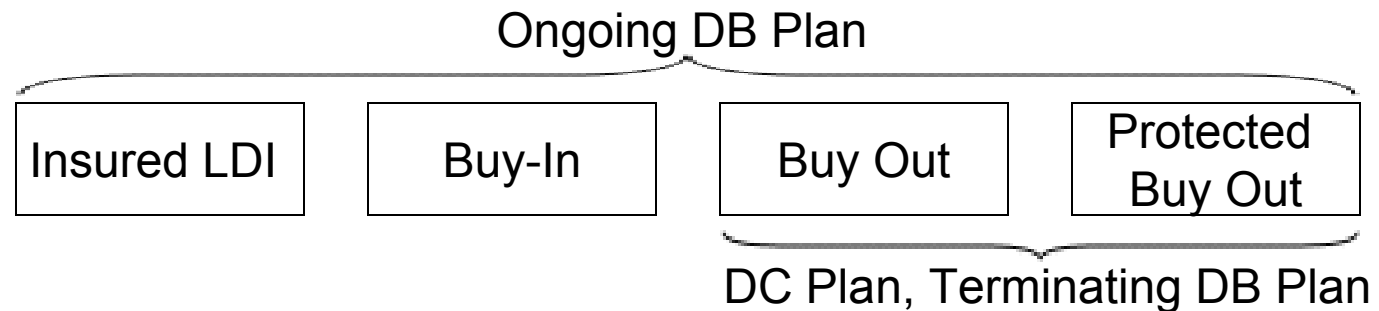 Ongoing DB Plan
Insured LDI
Buy-In
Buy Out
Protected
Buy Out
DC Plan, Terminating DB Plan